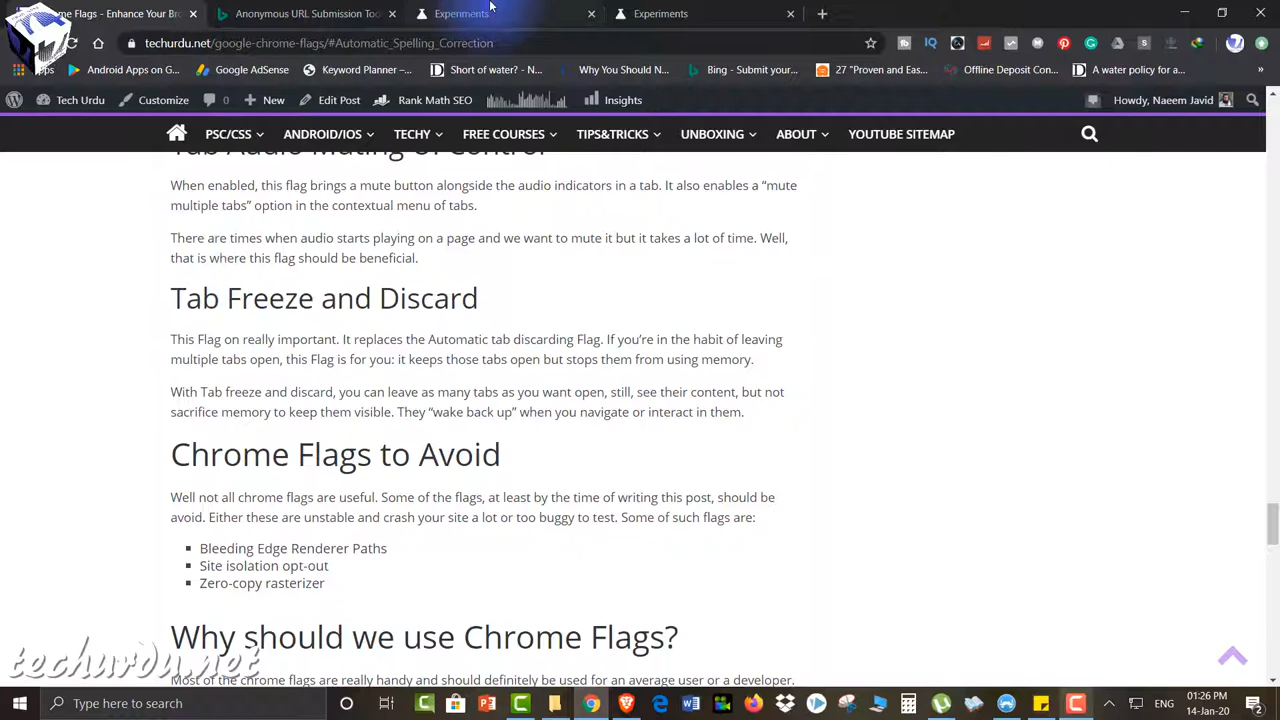 me Flags - Enhance Your Br
Anonymous URL Submission Too
Experiments
Experiments
techurdu.net/google-chrome-flags/#Automatic_Spelling_Correction
Apps
Android Apps on G...
Google AdSense
Keyword Planner –...
Short of water? - N...
Why You Should N...
Bing - Submit your...
27 "Proven and Eas...
Offline Deposit Con...
A water policy for a...
Tech Urdu
Customize
0
New
Edit Post
Rank Math SEO
Insights
Howdy, Naeem Javid
PSC/CSS
ANDROID/IOS
TECHY
FREE COURSES
TIPS&TRICKS
UNBOXING
ABOUT
YOUTUBE SITEMAP
Tab Audio Muting UI Control
When enabled, this flag brings a mute button alongside the audio indicators in a tab. It also enables a “mute
multiple tabs” option in the contextual menu of tabs.
There are times when audio starts playing on a page and we want to mute it but it takes a lot of time. Well,
that is where this flag should be beneficial.
Tab Freeze and Discard
This Flag on really important. It replaces the Automatic tab discarding Flag. If you’re in the habit of leaving
multiple tabs open, this Flag is for you: it keeps those tabs open but stops them from using memory.
With Tab freeze and discard, you can leave as many tabs as you want open, still, see their content, but not
sacrifice memory to keep them visible. They “wake back up” when you navigate or interact in them.
Chrome Flags to Avoid
Well not all chrome flags are useful. Some of the flags, at least by the time of writing this post, should be
avoid. Either these are unstable and crash your site a lot or too buggy to test. Some of such flags are:
Bleeding Edge Renderer Paths
Site isolation opt-out
Zero-copy rasterizer
Why should we use Chrome Flags?
Most of the chrome flags are really handy and should definitely be used for an average user or a developer.
techurdu.net
Type here to search
01:26 PM
14-Jan-20
2